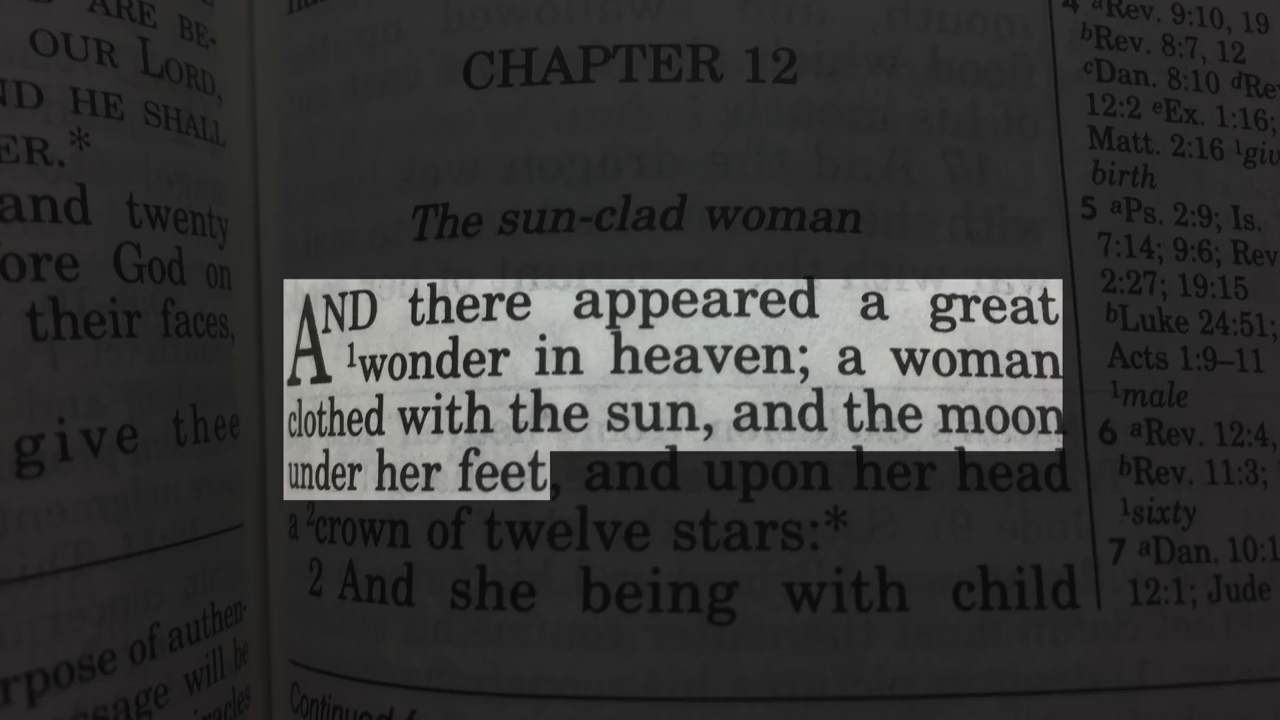 ARE BE-
OUR LORD,
ND HE SHALL
ER.*
and twenty
ore God on
their faces,
give thee
rpose of authen-
ssage will be
racles
CHAPTER 12
The sun-clad woman
AND there appeared a great
1wonder in heaven; a woman
clothed with the sun, and the moon
under her feet, and upon her head
a 2crown of twelve stars:*
2 And she being with child
Continued
4 aRev. 9:10, 19
bRev. 8:7, 12
cDan. 8:10 dRe
12:2 eEx. 1:16;
Matt. 2:16 1giv
birth
5 aPs. 2:9; Is.
7:14; 9:6; Rev
2:27; 19:15
bLuke 24:51;
Acts 1:9–11
1male
6 aRev. 12:4,
bRev. 11:3;
1sixty
7 aDan. 10:1
12:1; Jude